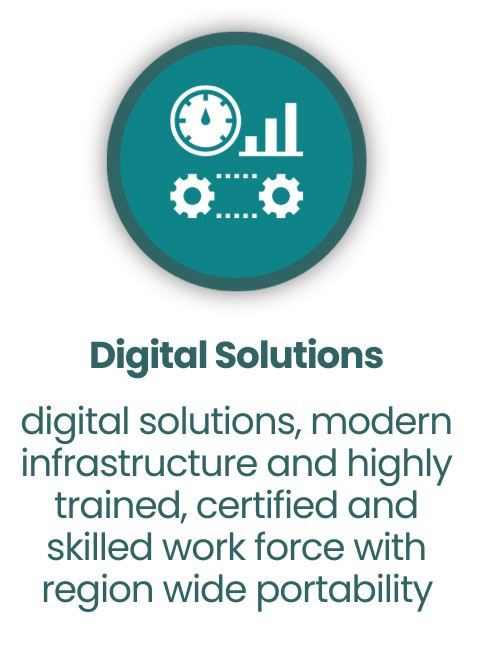 Digital Solutions
digital solutions, modern
infrastructure and highly
trained, certified and
skilled work force with
region wide portability